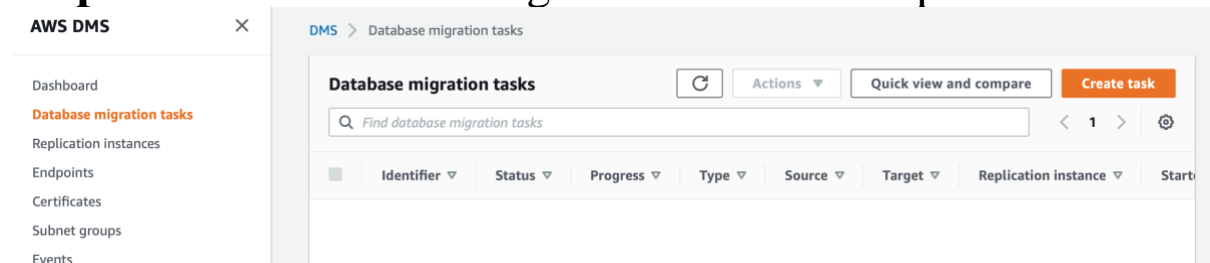 AWS DMS
DMS > Database migration tasks
Dashboard
Database migration tasks
Replication instances
Endpoints
Certificates
Subnet groups
Events
Database migration tasks
Actions
Quick view and compare
Create task
Find database migration tasks
< 1 >
Identifier Status Progress Type Source Target Replication instance